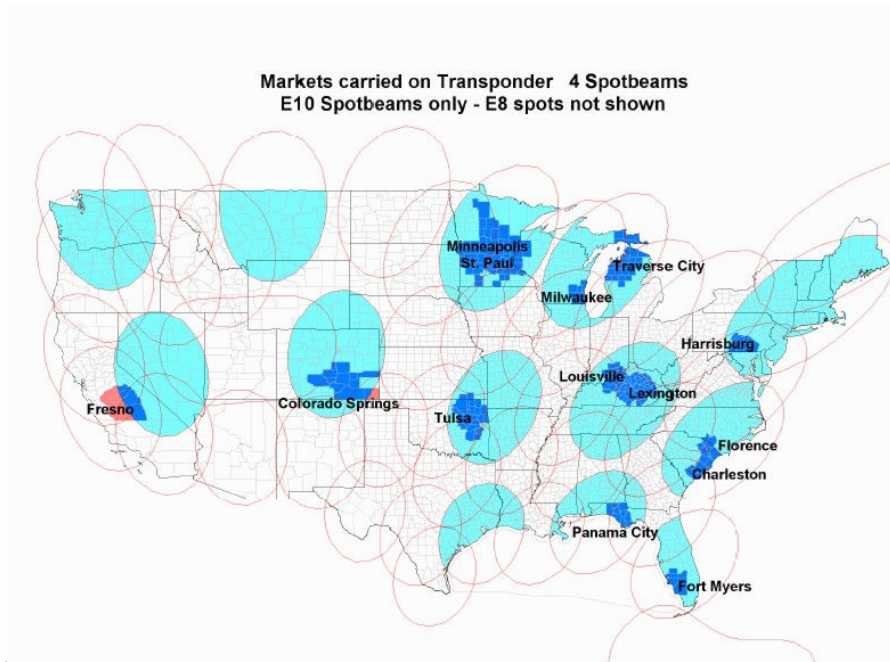 Markets carried on Transponder 4 Spotbeams
E10 Spotbeams only - E8 spots not shown
Minneapolis
St. Paul
Traverse City
Milwaukee
Harrisburg
Louisville
Lexington
Fresno
Colorado Springs
Tulsa
Florence
Charleston
Panama City
Fort Myers